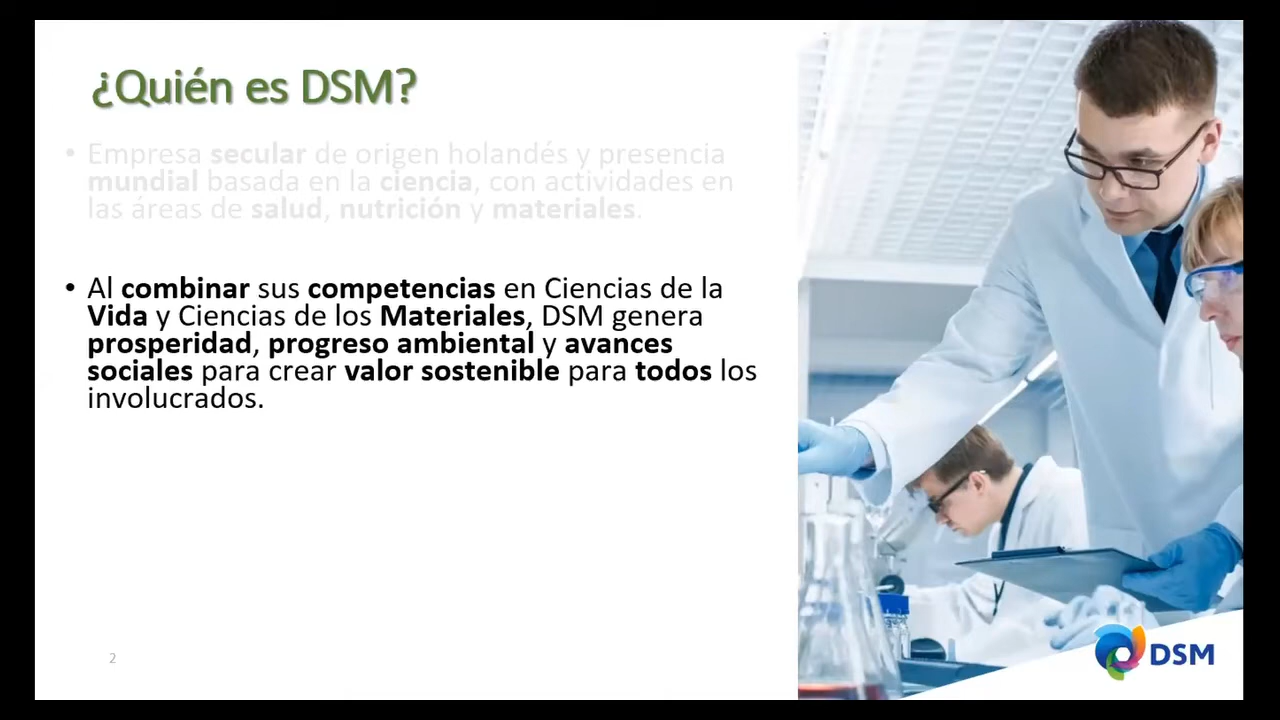 ¿Quién es DSM?
• Empresa secular de origen holandés y presencia
mundial basada en la ciencia, con actividades en
las áreas de salud, nutrición y materiales.
• Al combinar sus competencias en Ciencias de la
Vida y Ciencias de los Materiales, DSM genera
prosperidad, progreso ambiental y avances
sociales para crear valor sostenible para todos los
involucrados.
2
DSM